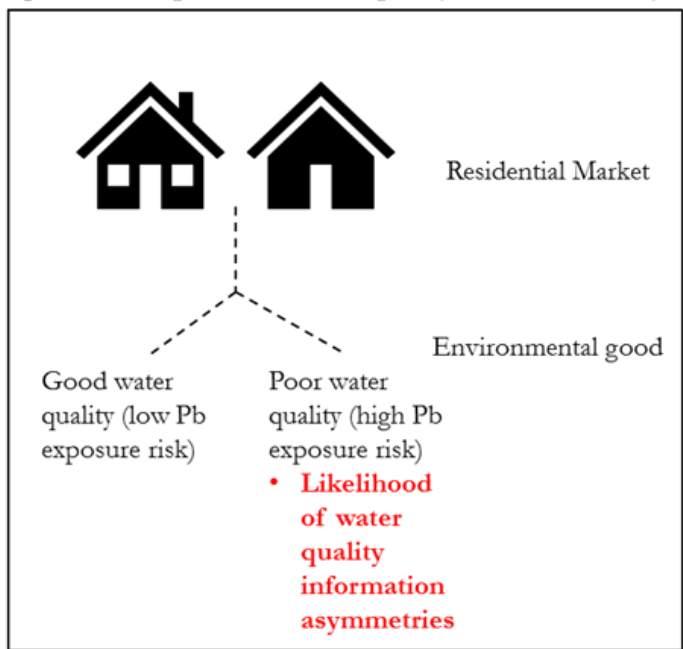 Residential Market
Environmental good
Good water
quality (low Pb
exposure risk)
Poor water
quality (high Pb
exposure risk)
• Likelihood
of water
quality
information
asymmetries